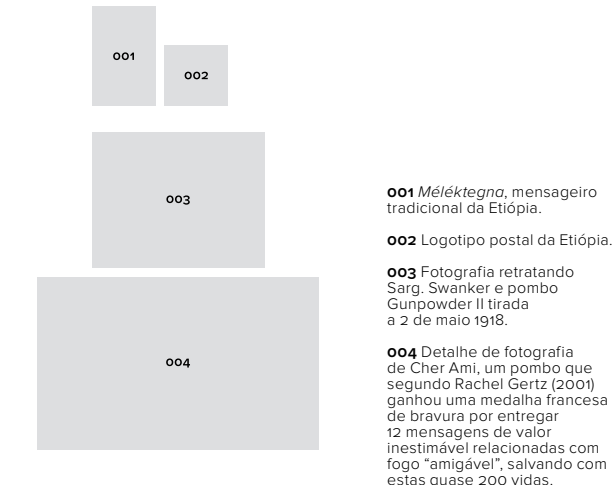 001
002
003
004
001 Méléktegna, mensageiro
tradicional da Etiópia.
002 Logotipo postal da Etiópia.
003 Fotografia retratando
Sarg. Swanker e pombo
Gunpowder II tirada
a 2 de maio 1918.
004 Detalhe de fotografia
de Cher Ami, um pombo que
segundo Rachel Gertz (2001)
ganhou uma medalha francesa
de bravura por entregar
12 mensagens de valor
inestimável relacionadas com
fogo “amigável”, salvando com
estas quase 200 vidas.